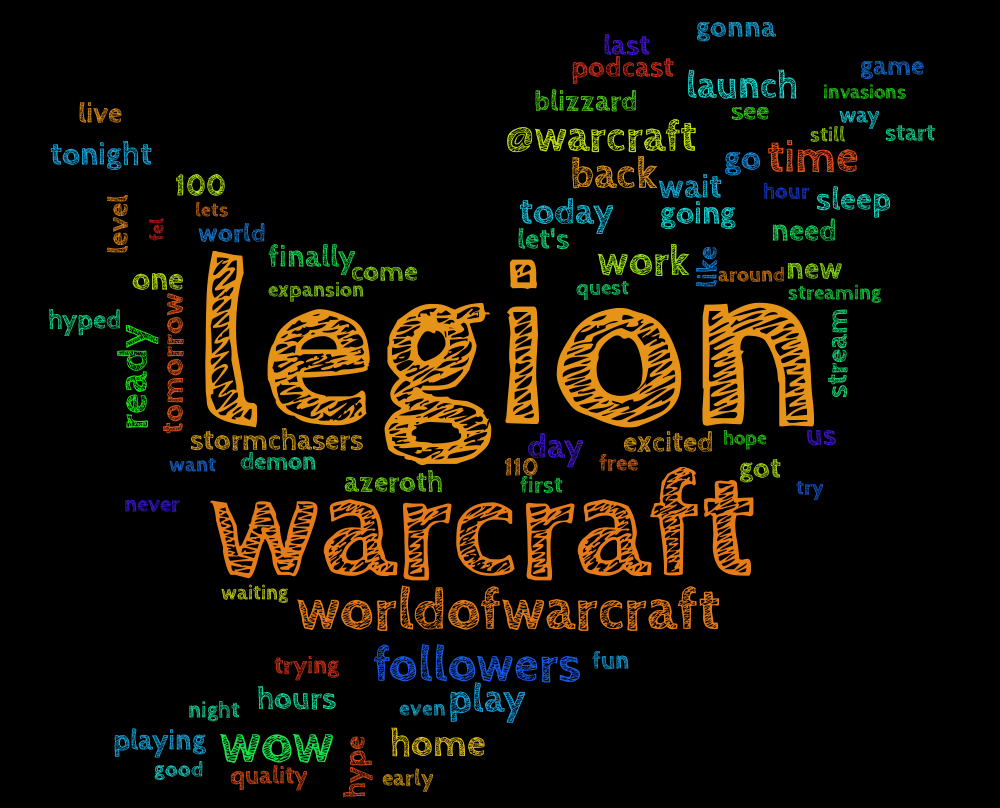 gonna
last
podcast
game
launch
invasions
blizzard
see
way
live
@warcraft
still
start
tonight
go
time
back
wait
100
hour
sleep
level
fel
lets
today
going
world
let's
need
finally
work
like
come
around
new
one
expansion
quest
streaming
hyped
ready
tomorrow
legion
stream
stormchasers
day
excited
hope
us
want
demon
110
free
got
azeroth
first
try
never
warcraft
waiting
worldofwarcraft
trying
followers
fun
night
hours
even
play
playing
wow
home
good
quality
hype
early